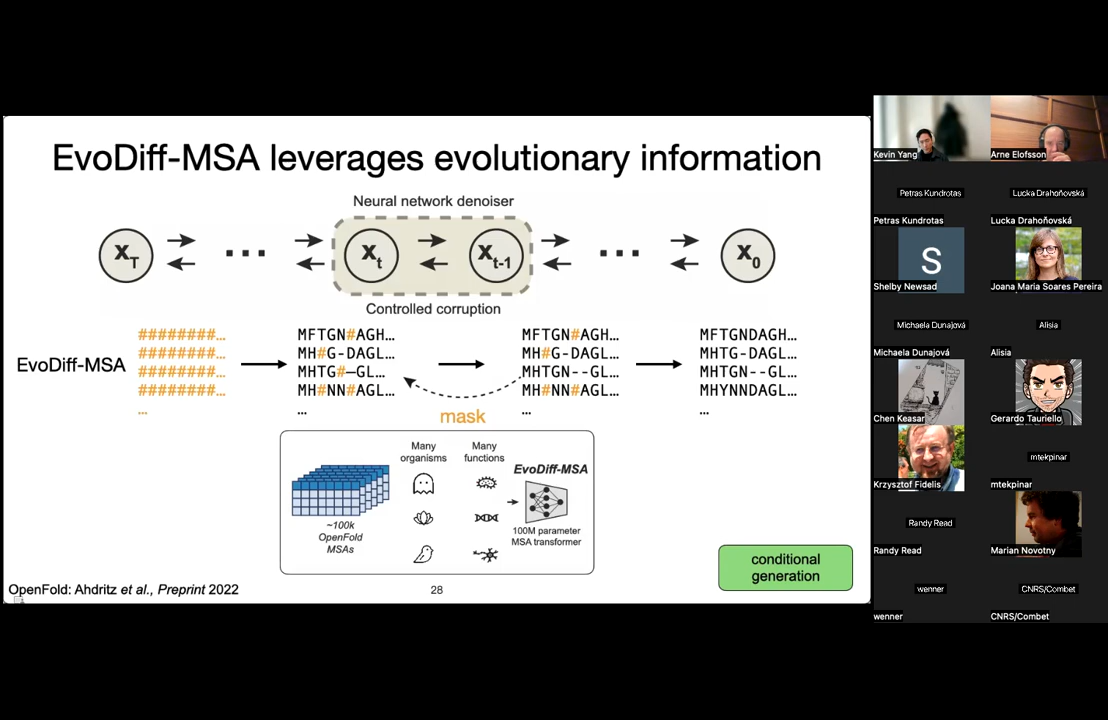 EvoDiff-MSA leverages evolutionary information
Neural network denoiser
xT ... xt xt-1 ... x0
Controlled corruption
EvoDiff-MSA
########...
########...
########...
########...
...
MFTGN#AGH...
MH#G-DAGL...
MHTG#—GL...
MH#NN#AGL...
...
mask
MFTGN#AGH...
MH#G-DAGL...
MHTGN--GL...
MH#NN#AGL...
...
MFTGNDAGH...
MHTG-DAGL...
MHTGN--GL...
MHYNNDAGL...
...
~100k
OpenFold
MSAs
Many
organisms
Many
functions
EvoDiff-MSA
100M parameter
MSA transformer
conditional
generation
OpenFold: Ahdritz et al., Preprint 2022
28
Kevin Yang
Arne Elofsson
Petras Kundrotas
Lucka Drahoňovská
Petras Kundrotas
Lucka Drahoňovská
S
Shelby Newsad
Joana Maria Soares Pereira
Michaela Dunajová
Alisia
Michaela Dunajová
Alisia
Chen Keasar
Gerardo Tauriello
mtekpinar
Krzysztof Fidelis
mtekpinar
Randy Read
Randy Read
Marian Novotny
wenner
CNRS/Combet
wenner
CNRS/Combet